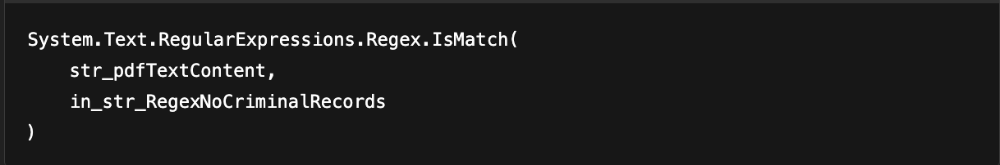 System.Text.RegularExpressions.Regex.IsMatch(
    str_pdfTextContent,
    in_str_RegexNoCriminalRecords
)